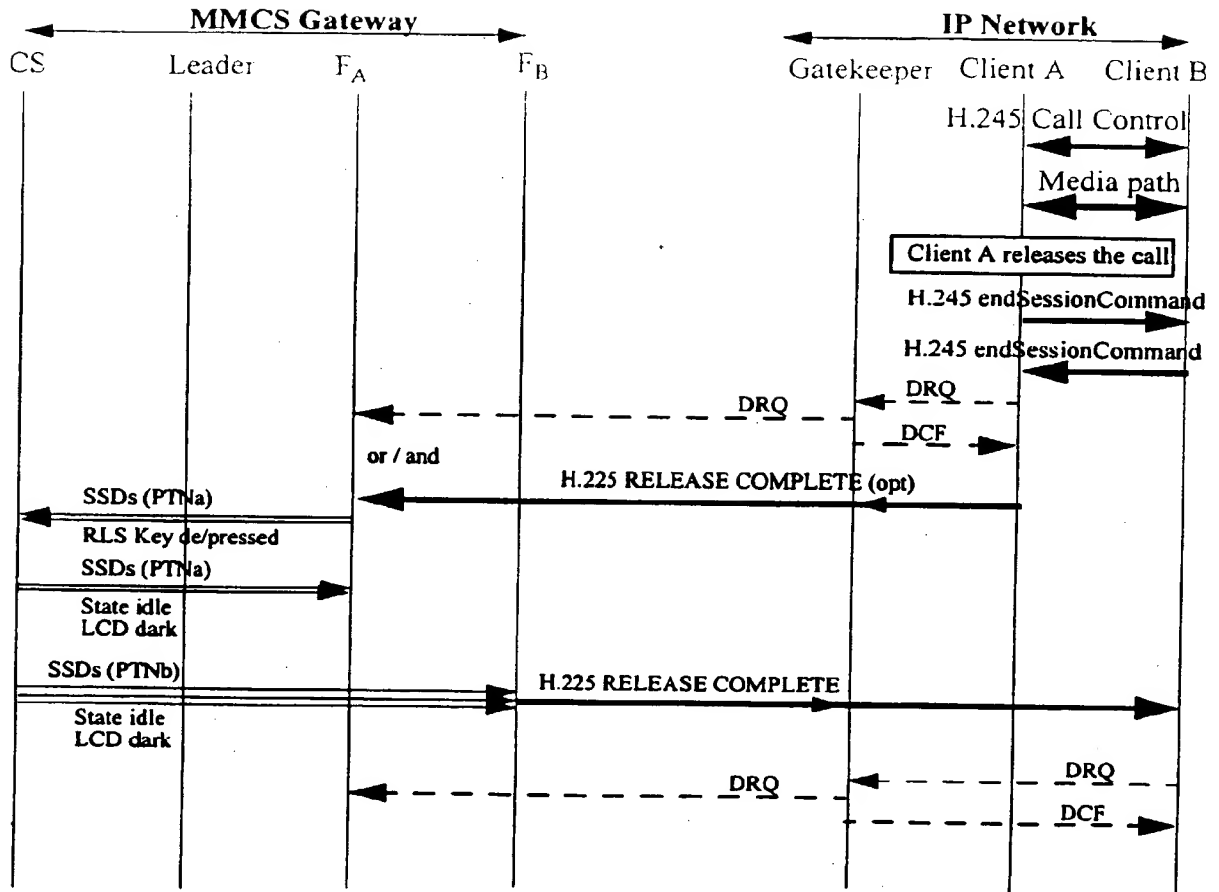 MMCS Gateway
IP Network
CS
Leader
FA
FB
Gatekeeper
Client A
Client B
H.245 Call Control
Media path
Client A releases the call
H.245 endSessionCommand
H.245 endSessionCommand
DRQ
DRQ
DCF
or / and
H.225 RELEASE COMPLETE (opt)
SSDs (PTNa)
RLS Key de/pressed
SSDs (PTNa)
State idle
LCD dark
SSDs (PTNb)
H.225 RELEASE COMPLETE
State idle
LCD dark
DRQ
DRQ
DCF